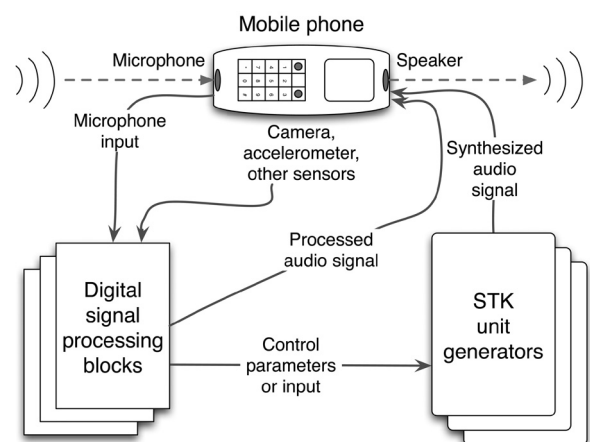 Mobile phone
Microphone
Speaker
Microphone
input
Camera,
accelerometer,
other sensors
Synthesized
audio
signal
Processed
audio signal
Digital
signal
processing
blocks
Control
parameters
or input
STK
unit
generators